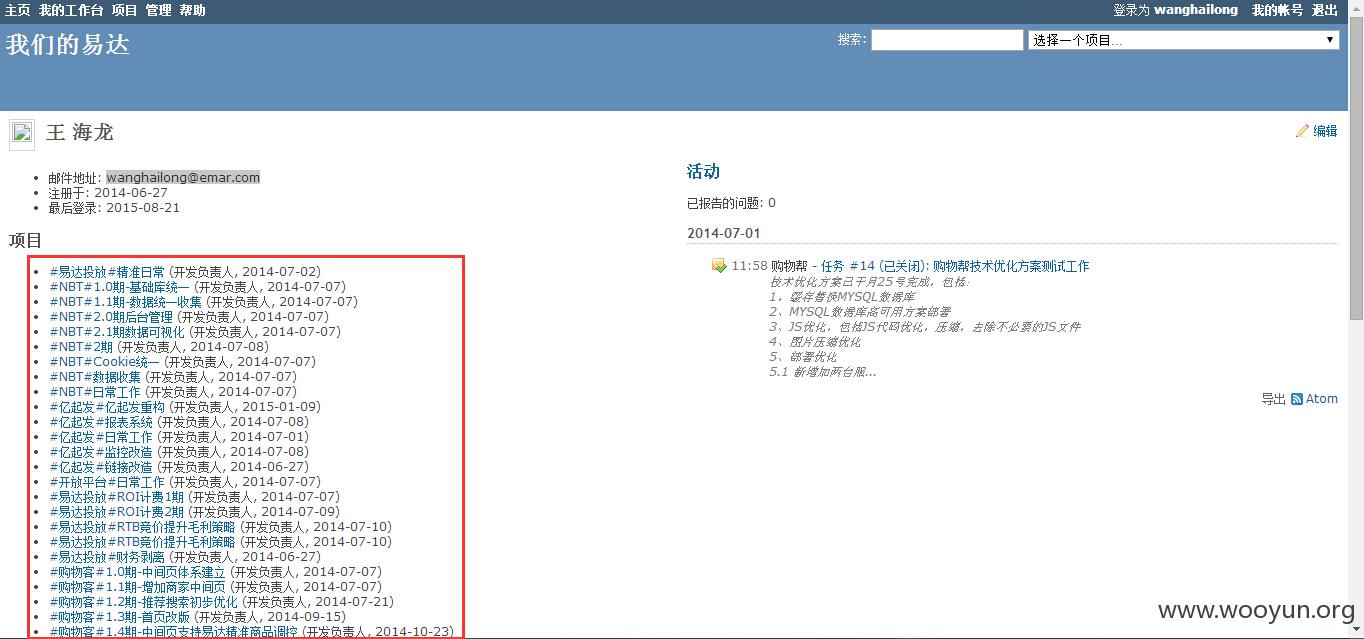 主页 我的工作台 项目 管理 帮助
登录为 wanghailong 我的帐号 退出
我们的易达
搜索: 选择一个项目...
王 海龙
编辑
邮件地址: wanghailong@emar.com
注册于: 2014-06-27
最后登录: 2015-08-21
项目
#易达投放#精准日常 (开发负责人, 2014-07-02)
#NBT#1.0期-基础库统一 (开发负责人, 2014-07-07)
#NBT#1.1期-数据统一收集 (开发负责人, 2014-07-07)
#NBT#2.0期后台管理 (开发负责人, 2014-07-07)
#NBT#2.1期数据可视化 (开发负责人, 2014-07-07)
#NBT#2期 (开发负责人, 2014-07-08)
#NBT#Cookie统一 (开发负责人, 2014-07-07)
#NBT#数据收集 (开发负责人, 2014-07-07)
#NBT#日常工作 (开发负责人, 2014-07-07)
#亿起发#亿起发重构 (开发负责人, 2015-01-09)
#亿起发#报表系统 (开发负责人, 2014-07-08)
#亿起发#日常工作 (开发负责人, 2014-07-01)
#亿起发#监控改造 (开发负责人, 2014-07-08)
#亿起发#链接改造 (开发负责人, 2014-06-27)
#开放平台#日常工作 (开发负责人, 2014-07-07)
#易达投放#ROI计费1期 (开发负责人, 2014-07-07)
#易达投放#ROI计费2期 (开发负责人, 2014-07-09)
#易达投放#RTB竟价提升毛利策略 (开发负责人, 2014-07-10)
#易达投放#RTB竟价提升毛利策略 (开发负责人, 2014-07-10)
#易达投放#财务剥离 (开发负责人, 2014-06-27)
#购物客#1.0期-中间页体系建立 (开发负责人, 2014-07-07)
#购物客#1.1期-增加商家中间页 (开发负责人, 2014-07-07)
#购物客#1.2期-推荐搜索初步优化 (开发负责人, 2014-07-21)
#购物客#1.3期-首页改版 (开发负责人, 2014-09-15)
#购物客#1.4期-中间页支持易达精准商品调控 (开发负责人, 2014-10-23)
活动
已报告的问题: 0
2014-07-01
11:58 购物帮 - 任务 #14 (已关闭): 购物帮技术优化方案测试工作
技术优化方案已于月25号完成，包括:
1、缓存替换MYSQL数据库
2、MYSQL数据库高可用方案部署
3、JS优化，包括JS代码优化，压缩，去除不必要的JS文件
4、图片压缩优化
5、部署优化
5.1 新增加两台服...
导出 Atom
www.wooyun.org